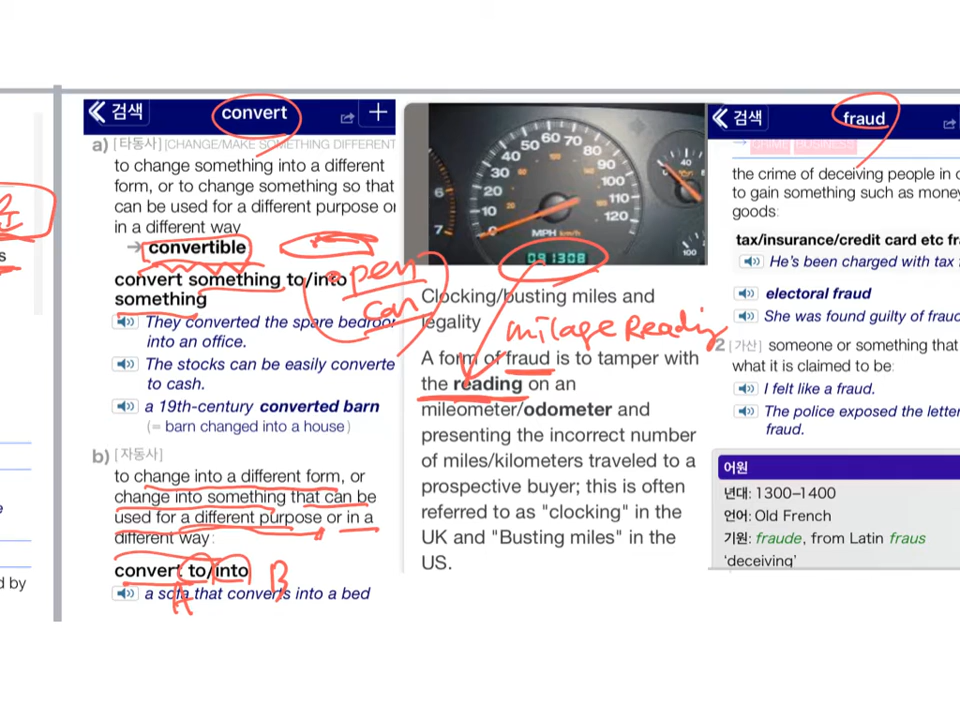 s
d by
검색
convert
a) [타동사] [CHANGE/MAKE SOMETHING DIFFERENT
to change something into a different
form, or to change something so that
can be used for a different purpose or
in a different way
→ convertible
convert something to/into
something
They converted the spare bedroom
into an office.
The stocks can be easily converte
to cash.
a 19th-century converted barn
(= barn changed into a house)
b) [자동사]
to change into a different form, or
change into something that can be
used for a different purpose or in a
different way:
convert to/into
A B
a sofa that converts into a bed
open
can
7
6
0
10
20
30
40
50
60
70
80
90
100
110
120
MPH km/h
091308
40
100
Clocking/busting miles and
legality
milage Reading
A form of fraud is to tamper with
the reading on an
mileometer/odometer and
presenting the incorrect number
of miles/kilometers traveled to a
prospective buyer; this is often
referred to as "clocking" in the
UK and "Busting miles" in the
US.
검색
fraud
→ CRIME BUSINESS
the crime of deceiving people in o
to gain something such as money
goods:
tax/insurance/credit card etc fra
He's been charged with tax f
electoral fraud
She was found guilty of fraud
2 [가산] someone or something that
what it is claimed to be:
I felt like a fraud.
The police exposed the letter
fraud.
어원
년대: 1300–1400
언어: Old French
기원: fraude, from Latin fraus
‘deceiving’